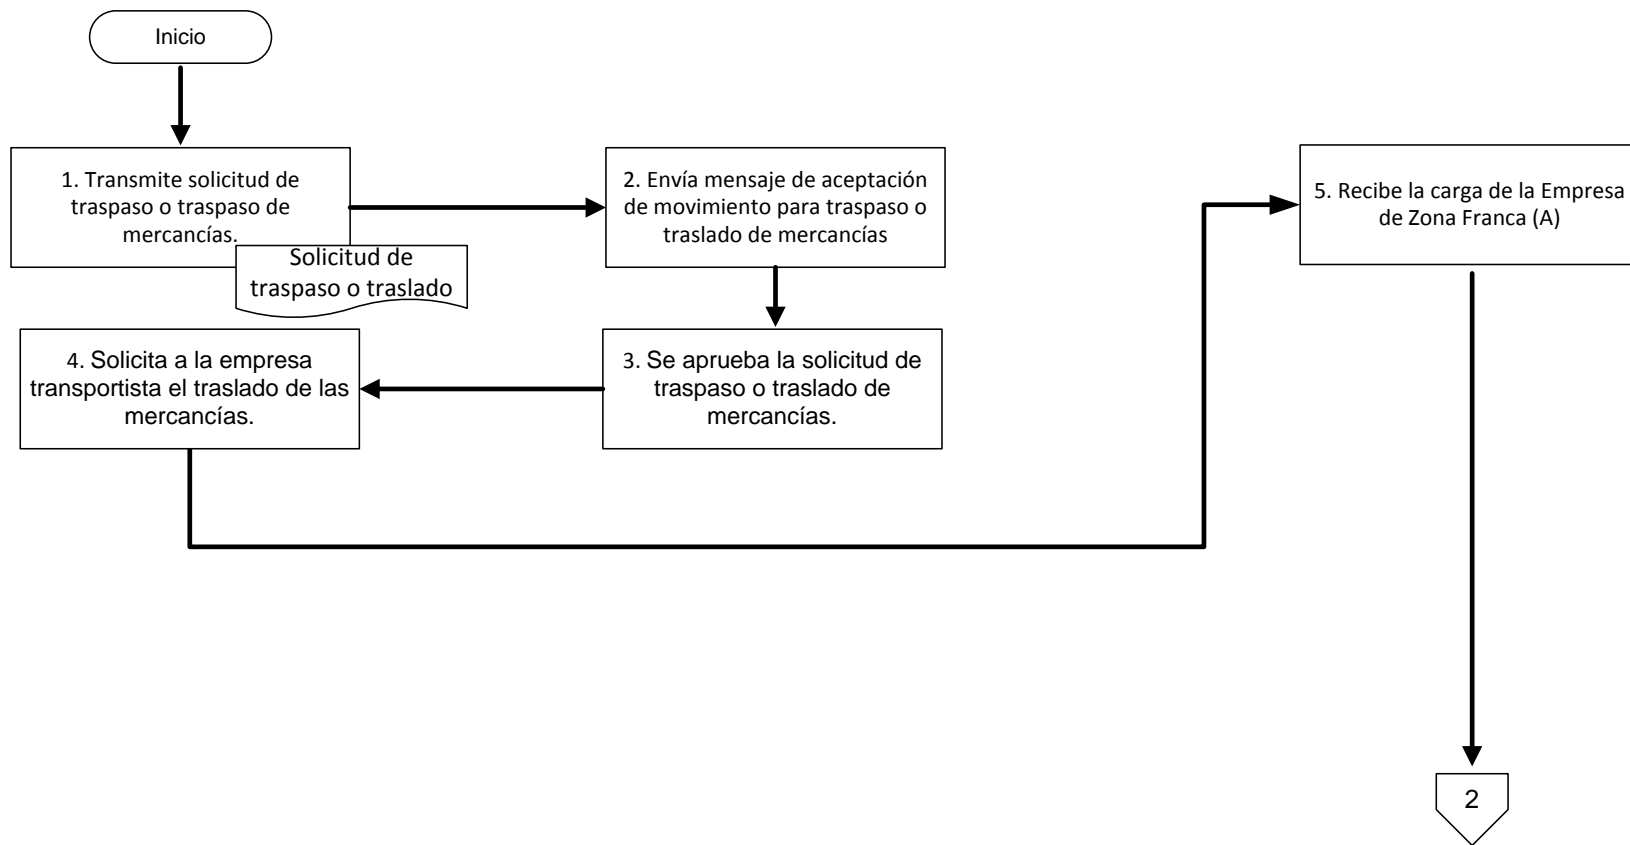 Inicio
1. Transmite solicitud de
traspaso o traspaso de
mercancías.
Solicitud de
traspaso o traslado
2. Envía mensaje de aceptación
de movimiento para traspaso o
traslado de mercancías
3. Se aprueba la solicitud de
traspaso o traslado de
mercancías.
4. Solicita a la empresa
transportista el traslado de las
mercancías.
5. Recibe la carga de la Empresa
de Zona Franca (A)
2